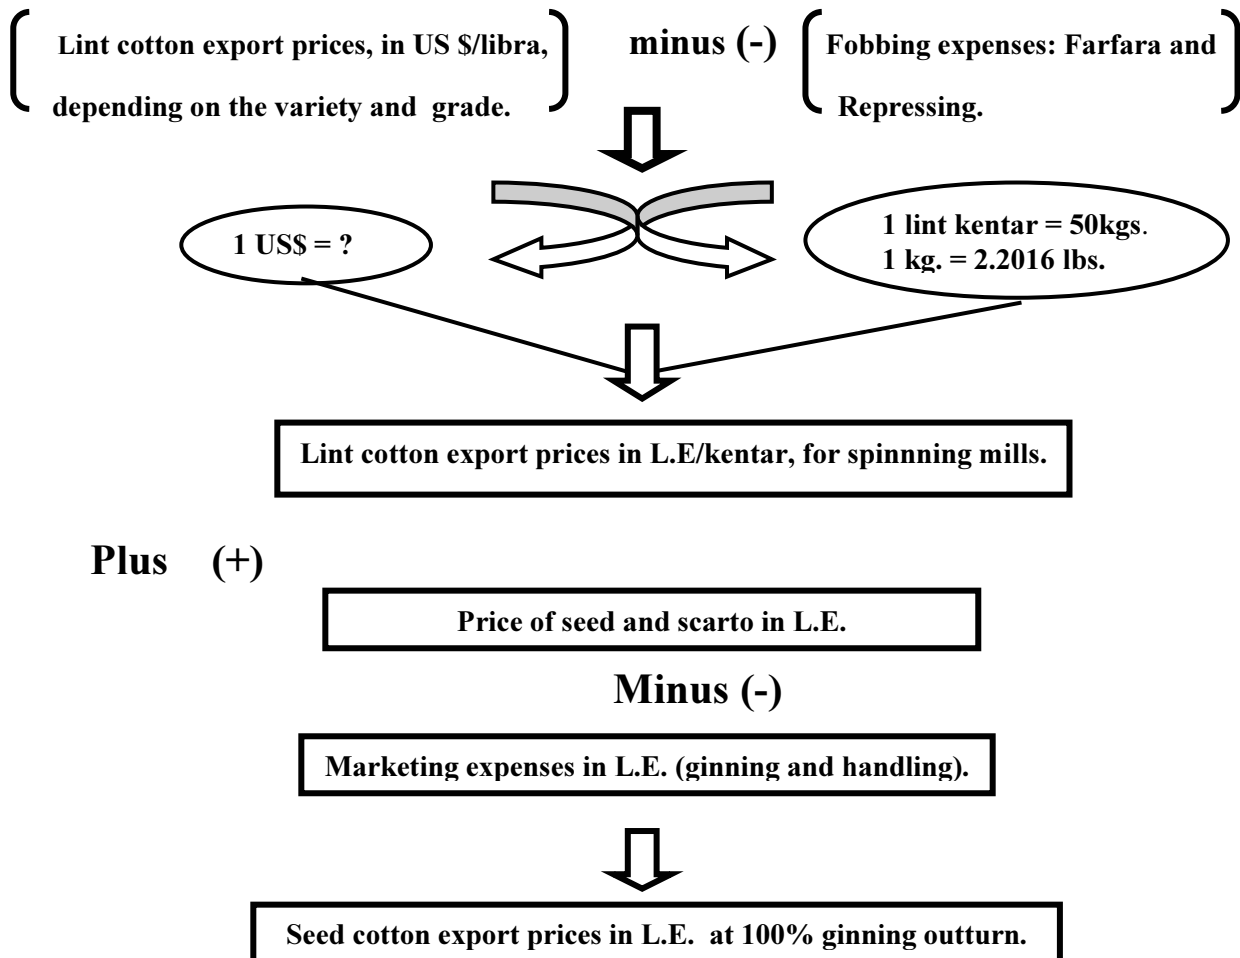 Lint cotton export prices, in US $/libra,
depending on the variety and grade.
minus (-)
Fobbing expenses: Farfara and
Repressing.
1 US$ = ?
1 lint kentar = 50kgs.
1 kg. = 2.2016 lbs.
Lint cotton export prices in L.E/kentar, for spinnning mills.
Plus (+)
Price of seed and scarto in L.E.
Minus (-)
Marketing expenses in L.E. (ginning and handling).
Seed cotton export prices in L.E. at 100% ginning outturn.